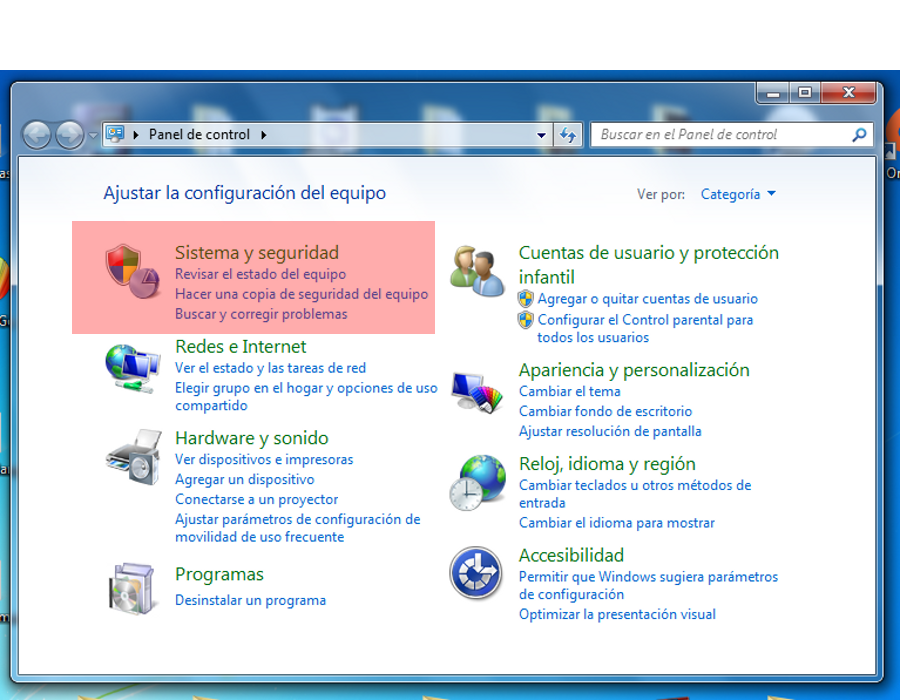 Panel de control
Buscar en el Panel de control
Ajustar la configuración del equipo
Ver por: Categoría
Sistema y seguridad
Revisar el estado del equipo
Hacer una copia de seguridad del equipo
Buscar y corregir problemas
Redes e Internet
Ver el estado y las tareas de red
Elegir grupo en el hogar y opciones de uso
compartido
Hardware y sonido
Ver dispositivos e impresoras
Agregar un dispositivo
Conectarse a un proyector
Ajustar parámetros de configuración de
movilidad de uso frecuente
Programas
Desinstalar un programa
Cuentas de usuario y protección
infantil
Agregar o quitar cuentas de usuario
Configurar el Control parental para
todos los usuarios
Apariencia y personalización
Cambiar el tema
Cambiar fondo de escritorio
Ajustar resolución de pantalla
Reloj, idioma y región
Cambiar teclados u otros métodos de
entrada
Cambiar el idioma para mostrar
Accesibilidad
Permitir que Windows sugiera parámetros
de configuración
Optimizar la presentación visual